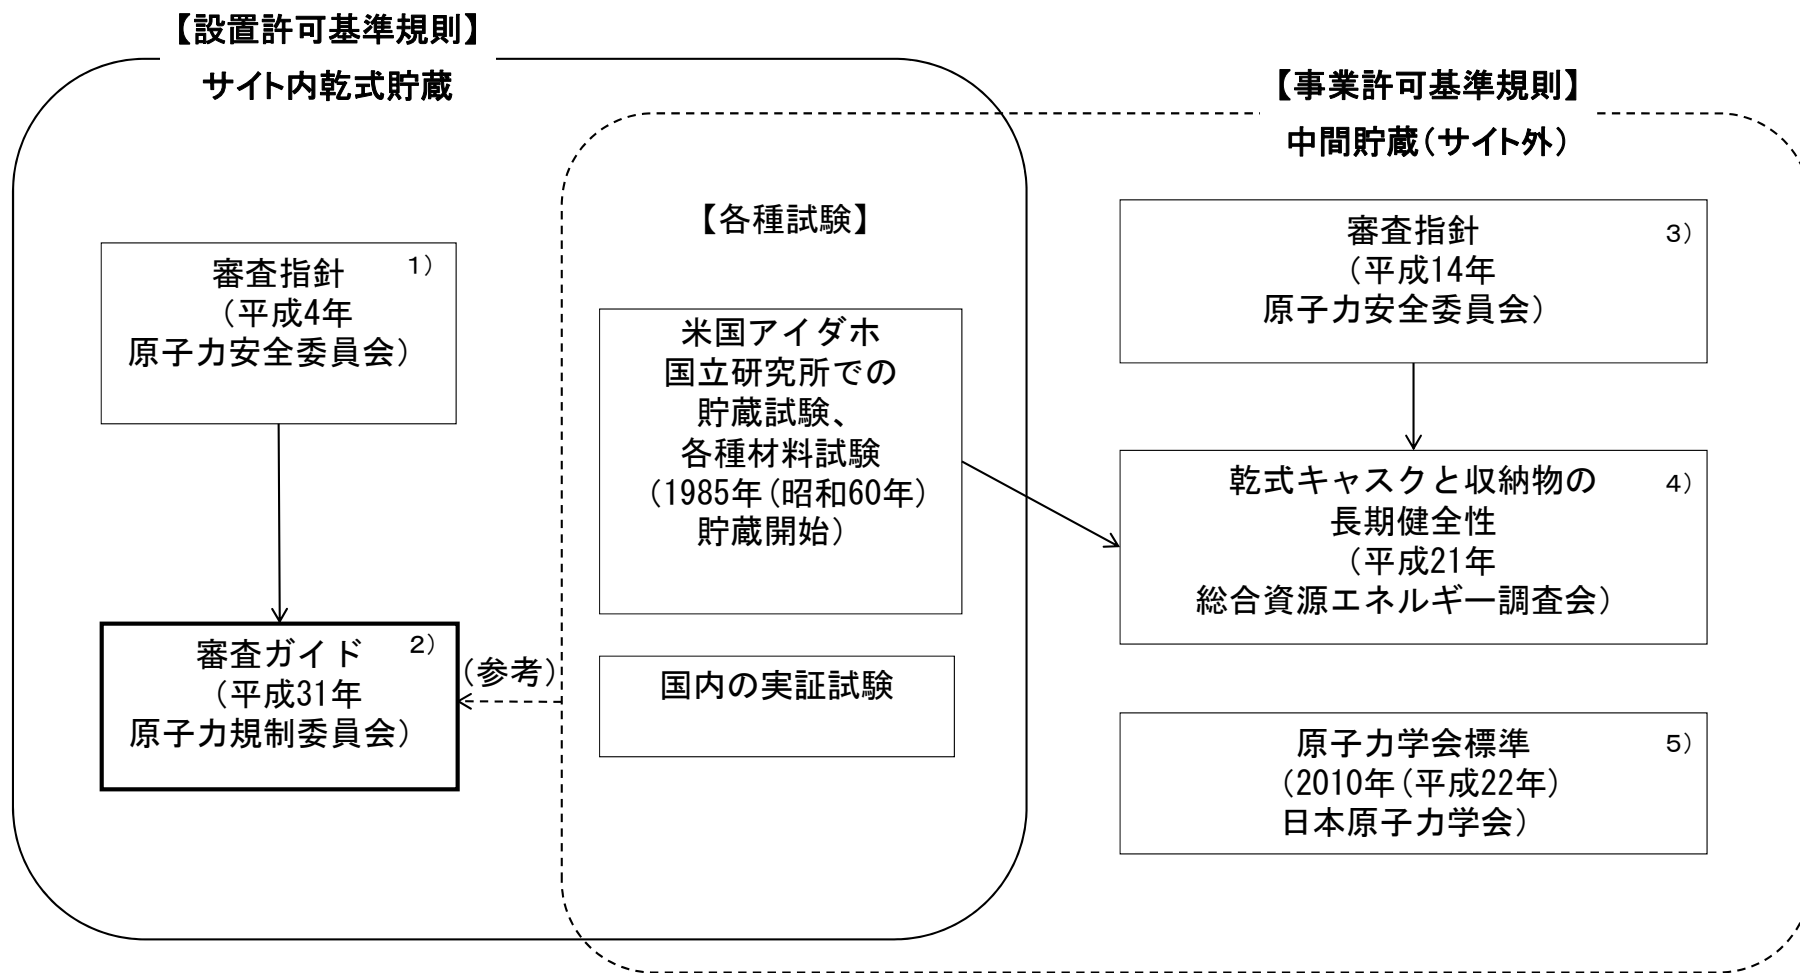 【設置許可基準規則】
サイト内乾式貯蔵
【事業許可基準規則】
中間貯蔵(サイト外)
審査指針 1)
(平成4年
原子力安全委員会)
審査ガイド 2)
(平成31年
原子力規制委員会)
(参考)
【各種試験】
米国アイダホ
国立研究所での
貯蔵試験、
各種材料試験
(1985年(昭和60年)
貯蔵開始)
国内の実証試験
審査指針 3)
(平成14年
原子力安全委員会)
乾式キャスクと収納物の 4)
長期健全性
(平成21年
総合資源エネルギー調査会)
原子力学会標準 5)
(2010年(平成22年)
日本原子力学会)